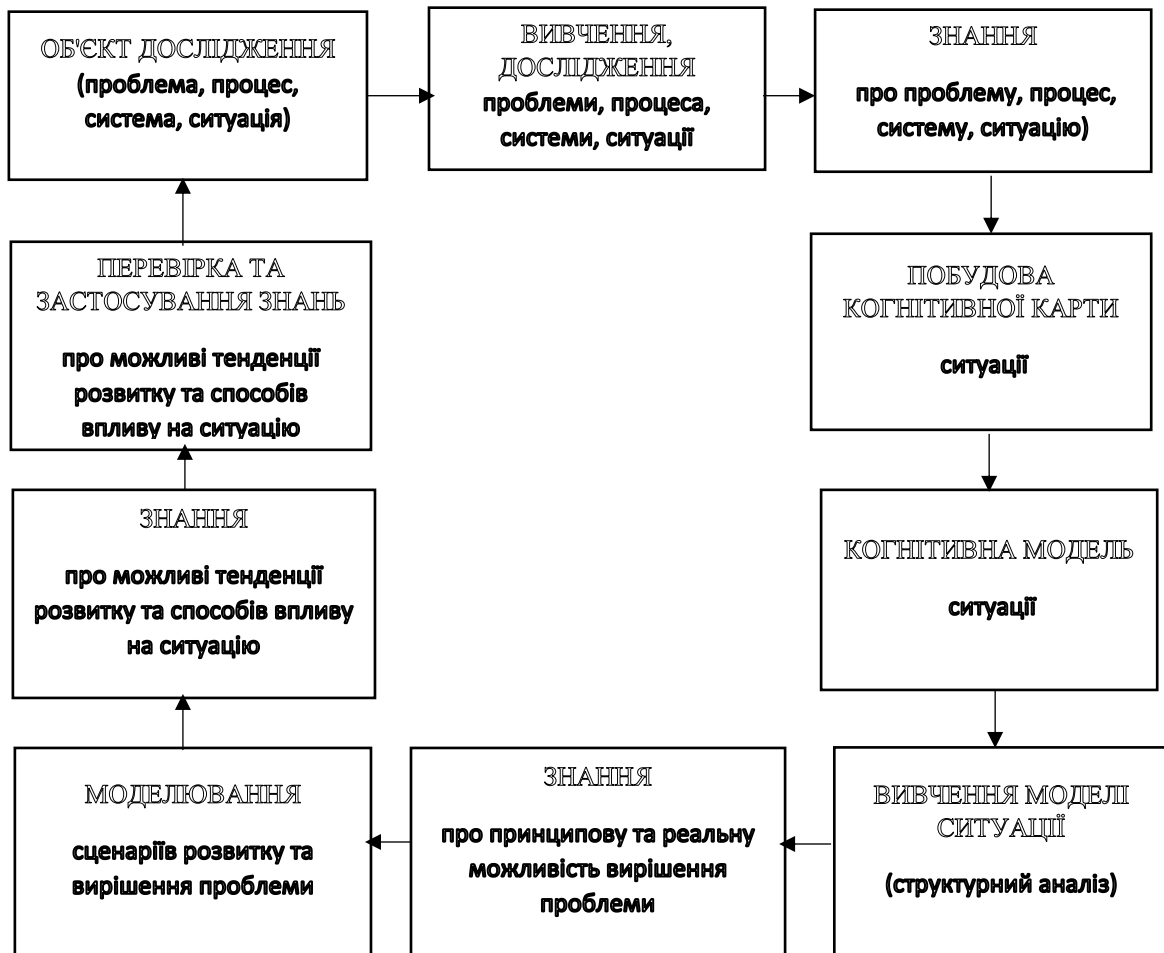 ОБ'ЄКТ ДОСЛІДЖЕННЯ
(проблема, процес,
система, ситуація)
ВИВЧЕННЯ,
ДОСЛІДЖЕННЯ
проблеми, процеса,
системи, ситуації
ЗНАННЯ
про проблему, процес,
систему, ситуацію)
ПЕРЕВІРКА ТА
ЗАСТОСУВАННЯ ЗНАНЬ
про можливі тенденції
розвитку та способів
впливу на ситуацію
ПОБУДОВА
КОГНІТИВНОЇ КАРТИ
ситуації
ЗНАННЯ
про можливі тенденції
розвитку та способів впливу
на ситуацію
КОГНІТИВНА МОДЕЛЬ
ситуації
МОДЕЛЮВАННЯ
сценаріїв розвитку та
вирішення проблеми
ЗНАННЯ
про принципову та реальну
можливість вирішення
проблеми
ВИВЧЕННЯ МОДЕЛІ
СИТУАЦІЇ
(структурний аналіз)